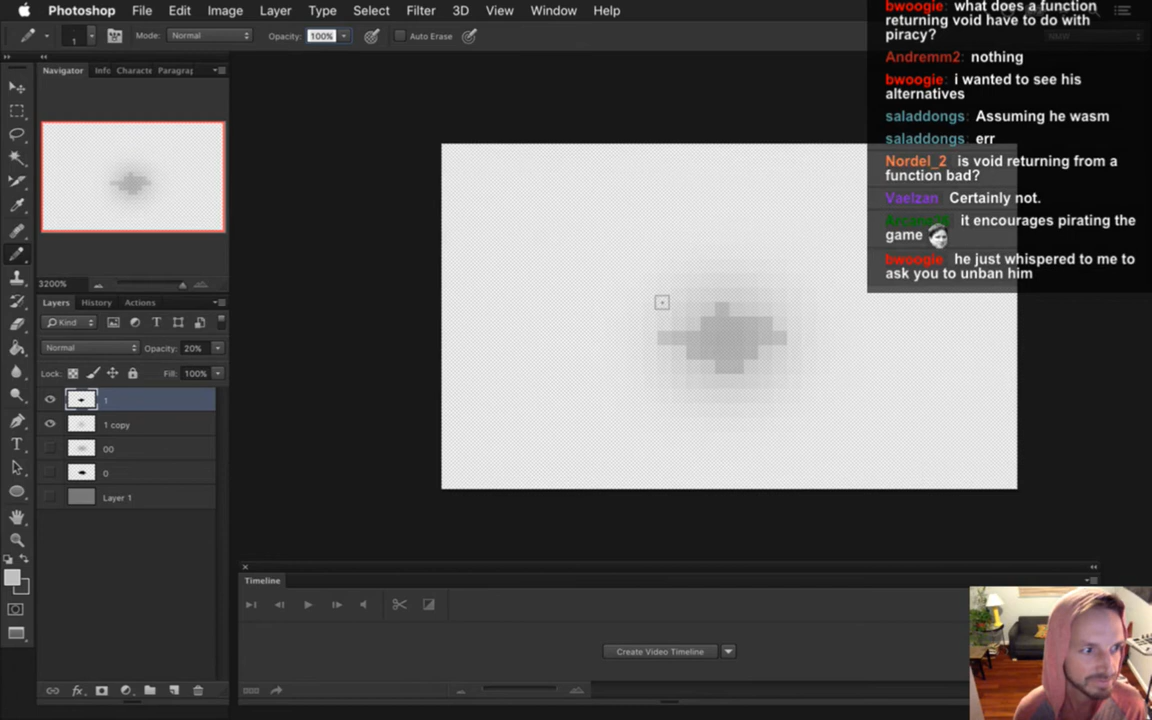 Photoshop File Edit Image Layer Type Select Filter 3D View Window Help
1 Mode: Normal Opacity: 100% Auto Erase
Navigator Info Characte Paragrap
3200%
Layers History Actions
Kind
Normal Opacity: 20%
Lock: Fill: 100%
1
1 copy
00
0
Layer 1
Timeline
Create Video Timeline
bwoogie: what does a function
returning void have to do with
piracy?
Andremm2: nothing
bwoogie: i wanted to see his
alternatives
saladdongs: Assuming he wasm
saladdongs: err
Nordel_2 is void returning from a
function bad?
Vaelzan Certainly not.
it encourages pirating the
game
bwoogie he just whispered to me to
ask you to unban him